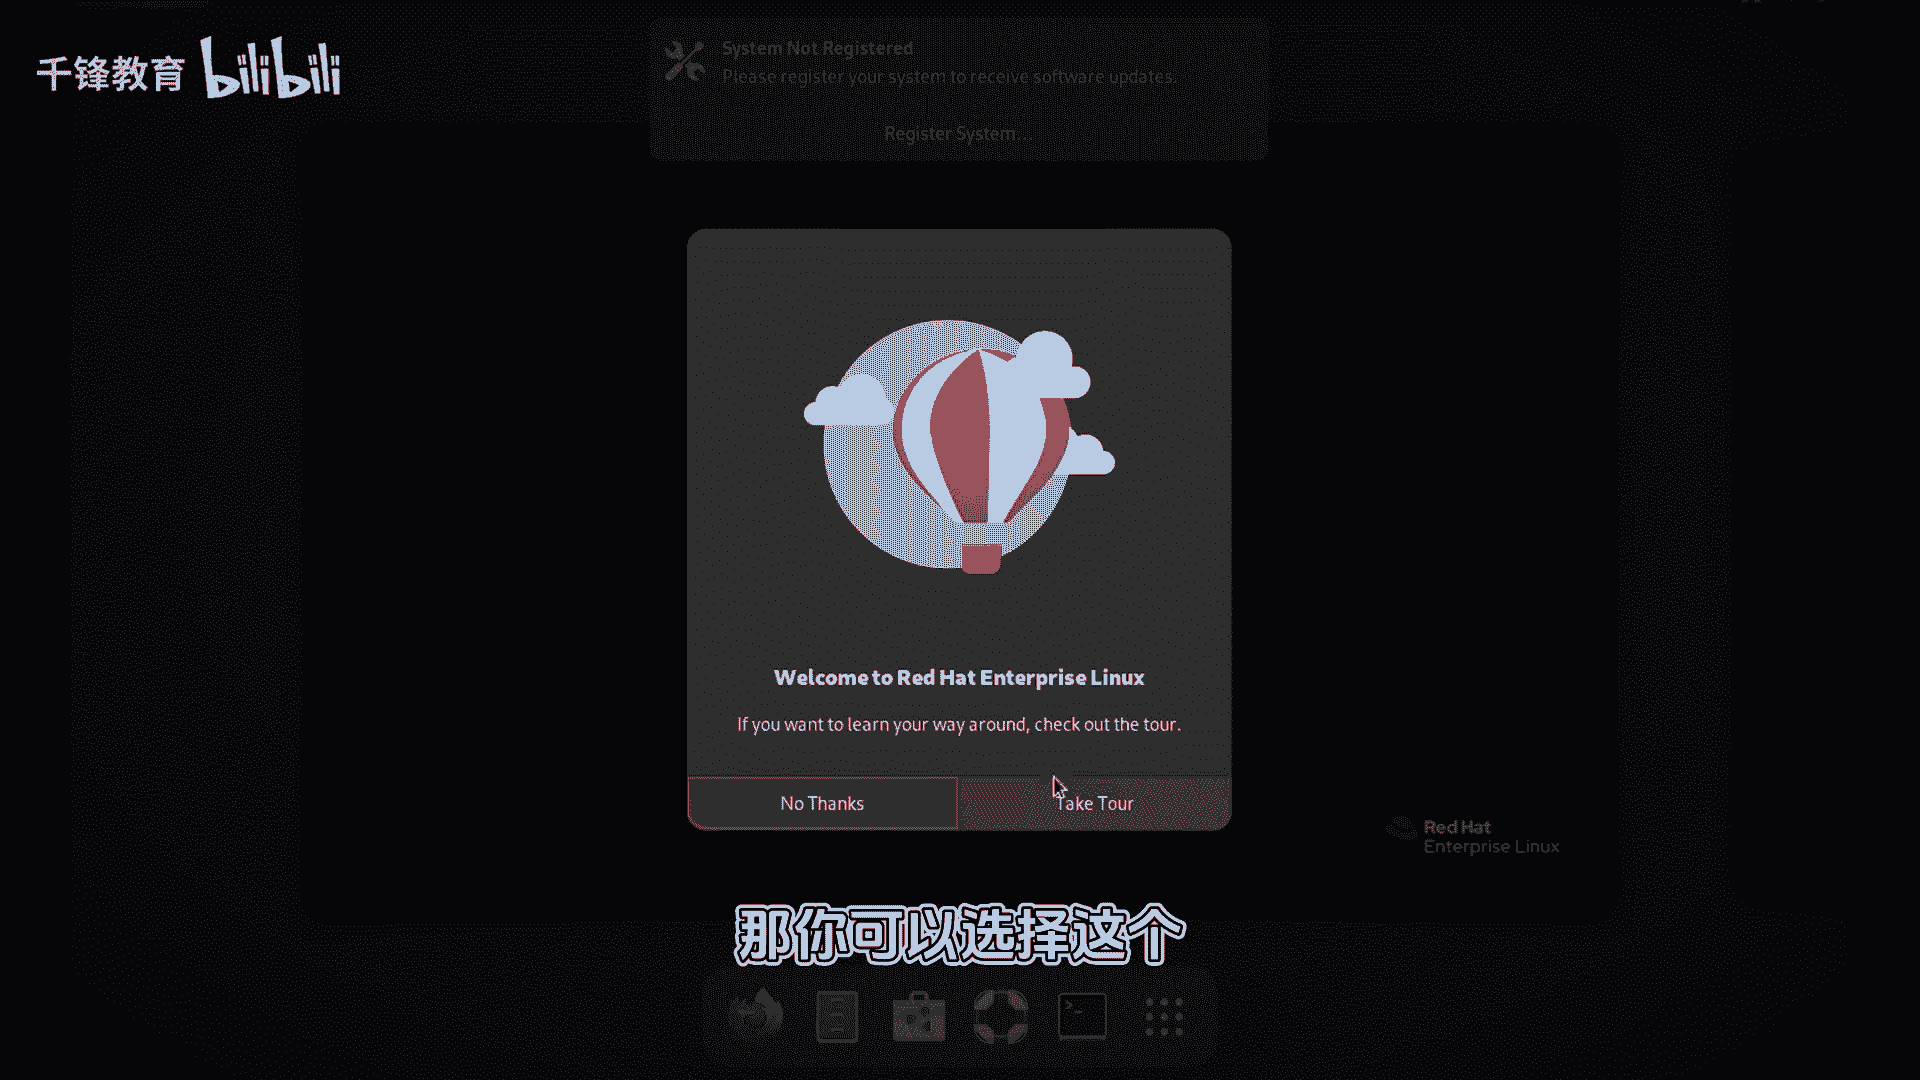 千锋教育 bilibili
System Not Registered
Please register your system to receive software updates.
Register System...
Welcome to Red Hat Enterprise Linux
If you want to learn your way around, check out the tour.
No Thanks
Take Tour
Red Hat
Enterprise Linux
那你可以选择这个